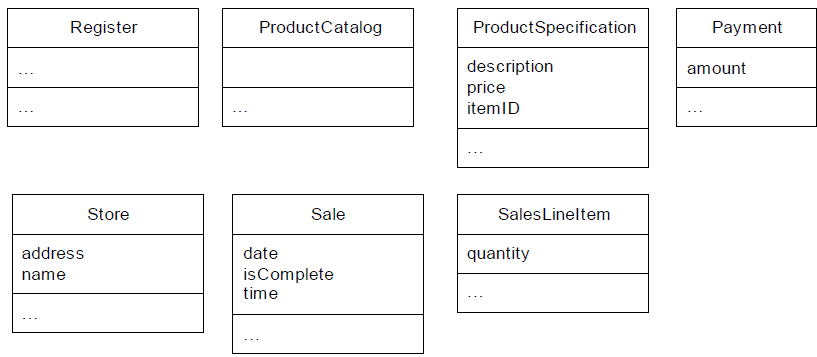 Register
...
...
ProductCatalog
...
ProductSpecification
description
price
itemID
...
Payment
amount
...
Store
address
name
...
Sale
date
isComplete
time
...
SalesLineItem
quantity
...